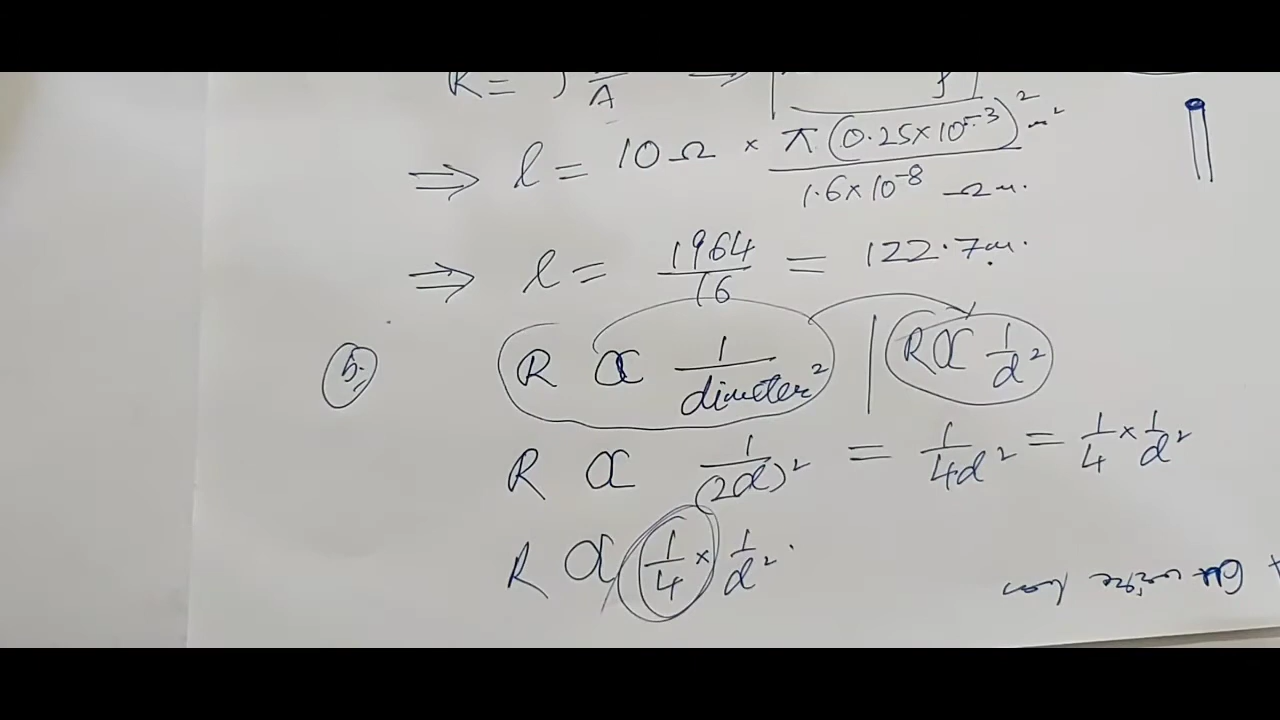 R = ρ /A ⇒
⇒ l = 10Ω × π(0.25×10⁻³)² m² / 1.6×10⁻⁸ Ωm.
⇒ l = 1964/16 = 122.7m.
(b) R ∝ 1/dimeter² | R ∝ 1/d²
R ∝ 1/(2d)² = 1/4d² = 1/4 × 1/d²
R ∝ 1/4 × 1/d².